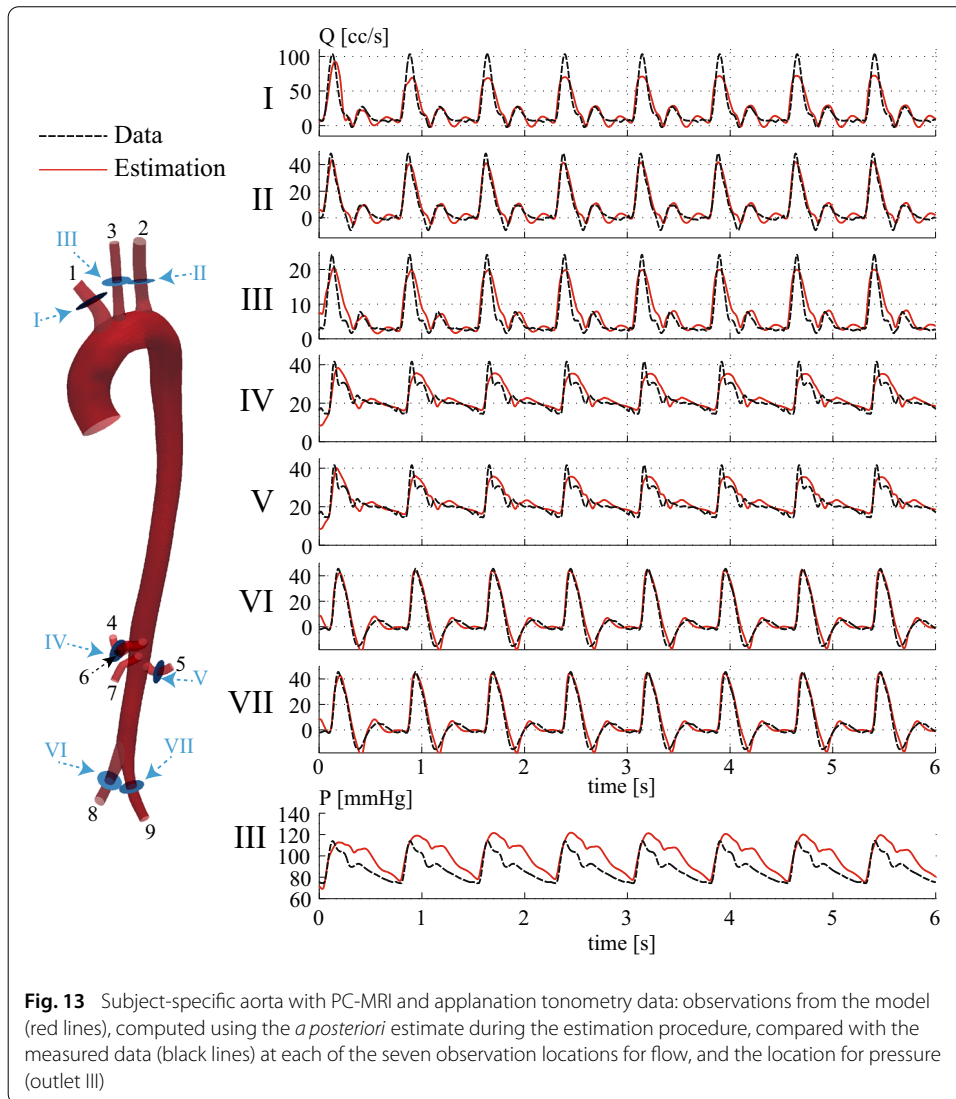 Q [cc/s]
100
50
0
I
Data
Estimation
40
20
0
II
III
3
2
1
II
I
20
10
0
III
40
20
0
IV
40
20
0
V
40
20
0
VI
4
IV
5
6
V
7
40
20
0
VII
VI
VII
8
9
0 1 2 3 4 5 6
time [s]
P [mmHg]
140
120
100
80
60
III
0 1 2 3 4 5 6
time [s]
Fig. 13 Subject-specific aorta with PC-MRI and applanation tonometry data: observations from the model
(red lines), computed using the a posteriori estimate during the estimation procedure, compared with the
measured data (black lines) at each of the seven observation locations for flow, and the location for pressure
(outlet III)